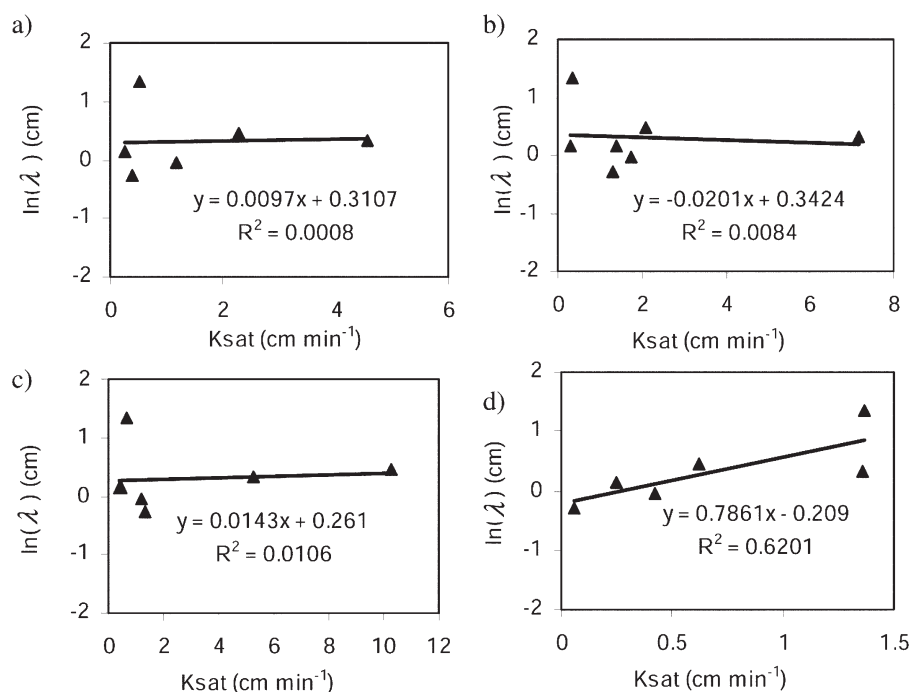 a)
2
1
0
-1
-2
ln(λ) (cm)
y = 0.0097x + 0.3107
R² = 0.0008
0 2 4 6
Ksat (cm min⁻¹)
b)
2
1
0
-1
-2
ln(λ) (cm)
y = -0.0201x + 0.3424
R² = 0.0084
0 2 4 6 8
Ksat (cm min⁻¹)
c)
2
1
0
-1
-2
ln(λ) (cm)
y = 0.0143x + 0.261
R² = 0.0106
0 2 4 6 8 10 12
Ksat (cm min⁻¹)
d)
2
1
0
-1
-2
ln(λ) (cm)
y = 0.7861x - 0.209
R² = 0.6201
0 0.5 1 1.5
Ksat (cm min⁻¹)